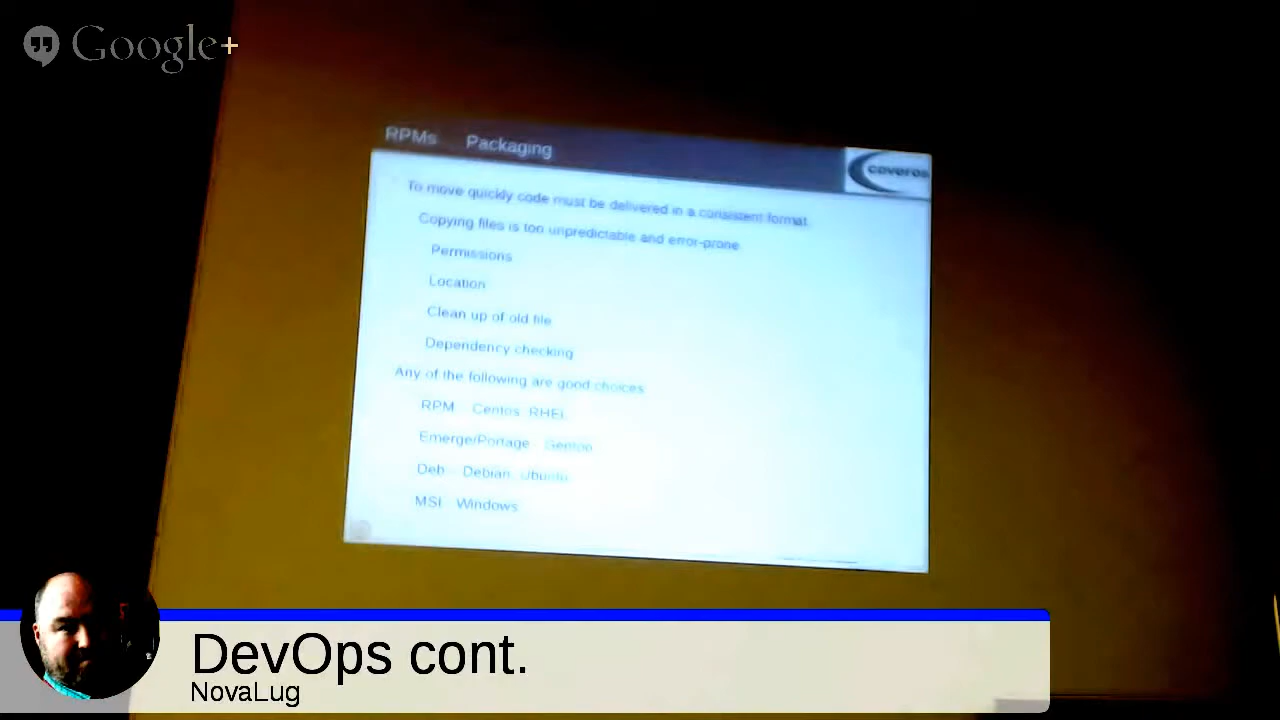 Google+
RPMs Packaging
coveros
To move quickly code must be delivered in a consistent format
Copying files is too unpredictable and error-prone
Permissions
Location
Clean up of old file
Dependency checking
Any of the following are good choices
RPM Centos RHEL
Emerge/Portage Gentoo
Deb Debian Ubuntu
MSI Windows
DevOps cont.
NovaLug